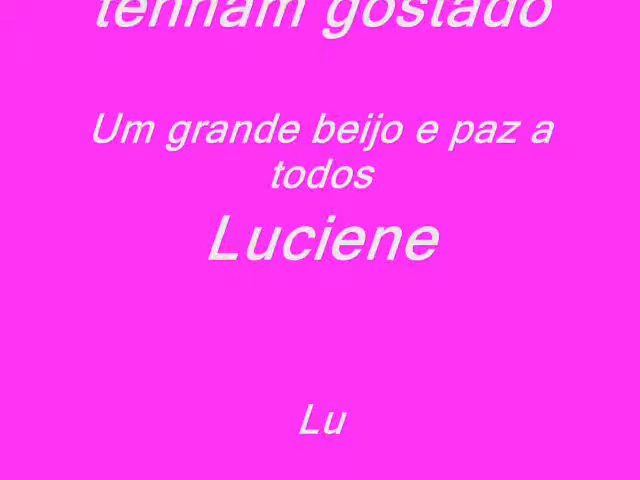 tenham gostado
Um grande beijo e paz a
todos
Luciene
Lu